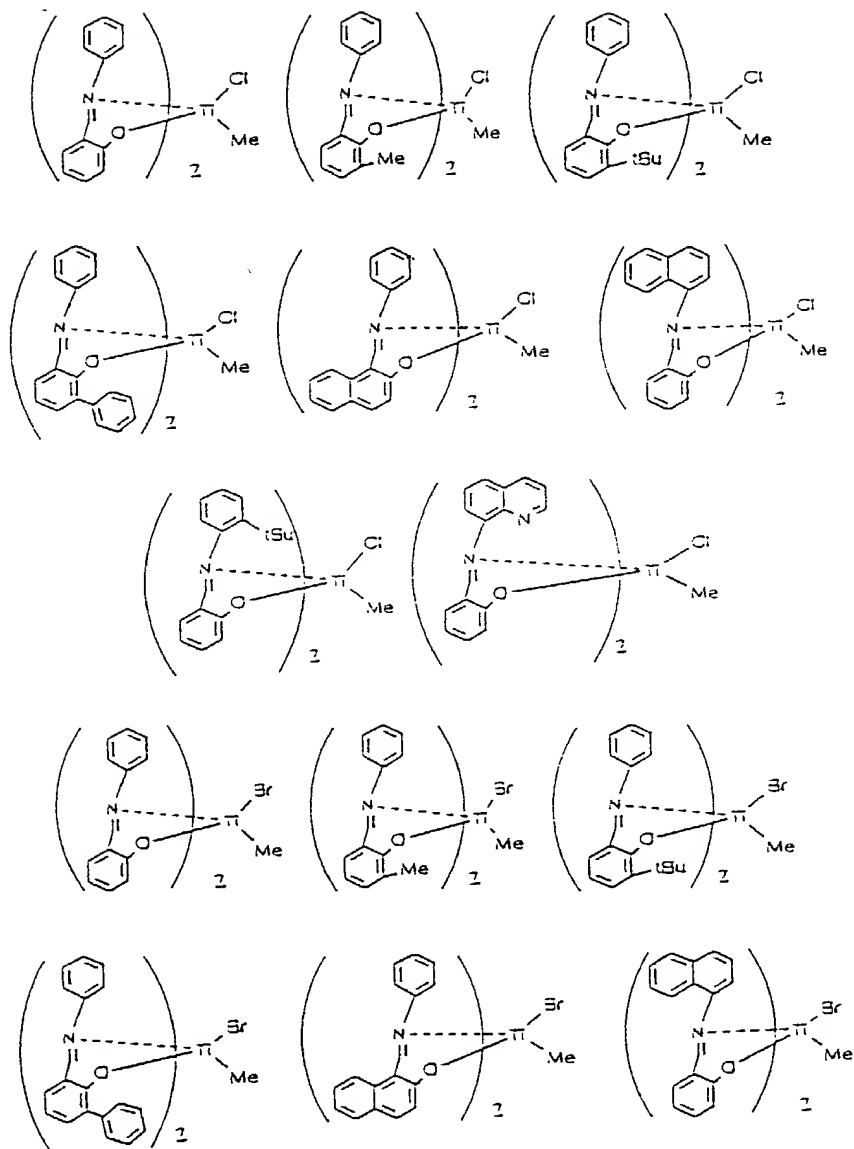 Cl Cl Cl
N Ti N Ti N Ti
O Me O Me O Me
2 Me 2 tBu 2
Cl Cl Cl
N Ti N Ti N Ti
O Me O Me O Me
2 2 2
tBu Cl N Cl
N Ti N Ti
O Me O Me
2 2
Br Br Br
N Ti N Ti N Ti
O Me O Me O Me
2 Me 2 tBu 2
Br Br Br
N Ti N Ti N Ti
O Me O Me O Me
2 2 2